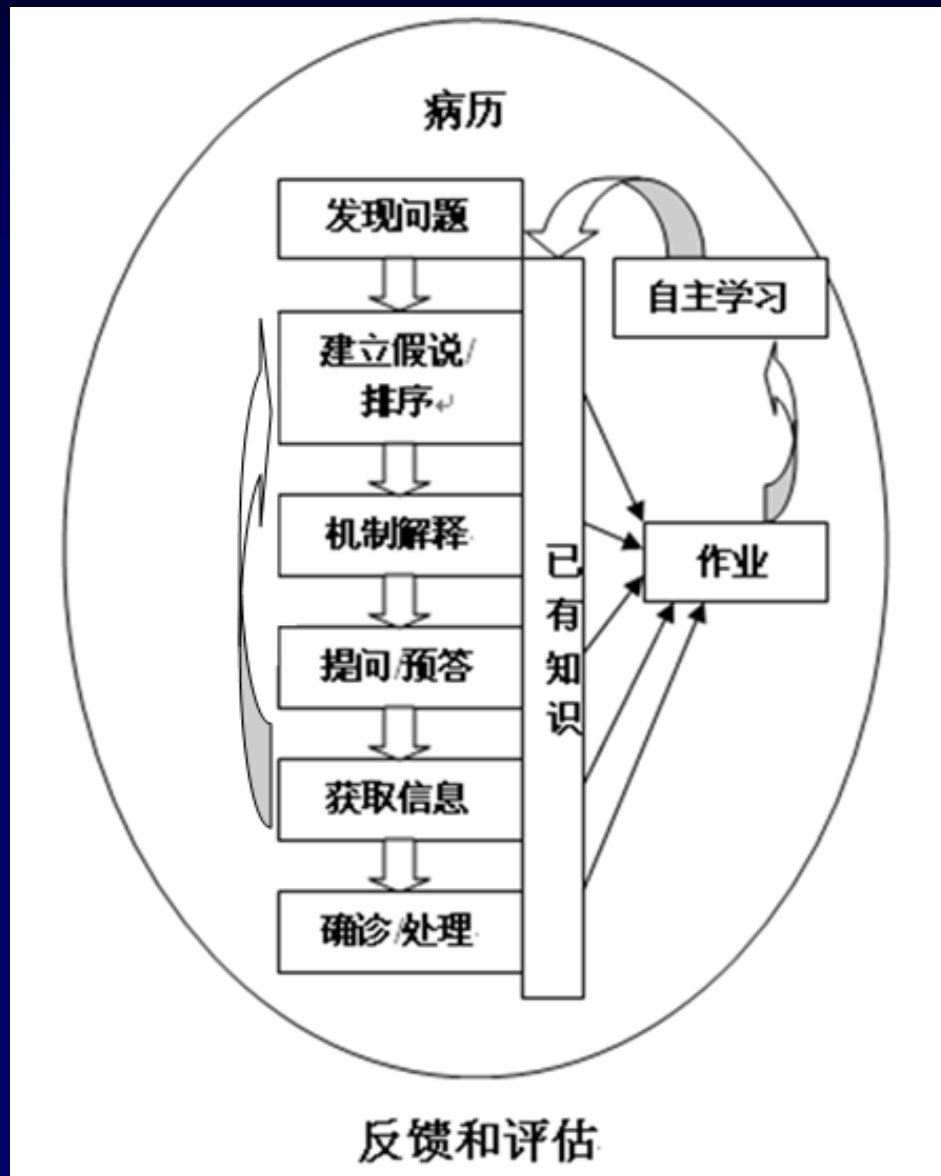 病历
发现问题
自主学习
建立假说/
排序↵
机制解释
已有知识
作业
提问/预答
获取信息
确诊/处理
反馈和评估